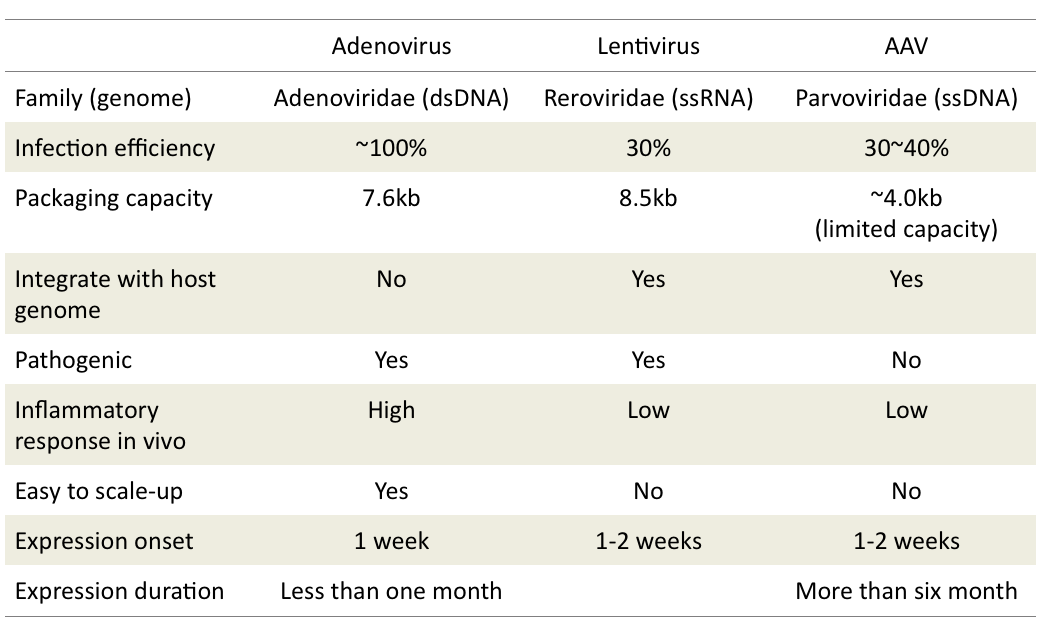 Adenovirus Lentivirus AAV
Family (genome) Adenoviridae (dsDNA) Reroviridae (ssRNA) Parvoviridae (ssDNA)
Infection efficiency ~100% 30% 30~40%
Packaging capacity 7.6kb 8.5kb ~4.0kb
(limited capacity)
Integrate with host No Yes Yes
genome
Pathogenic Yes Yes No
Inflammatory High Low Low
response in vivo
Easy to scale-up Yes No No
Expression onset 1 week 1-2 weeks 1-2 weeks
Expression duration Less than one month More than six month